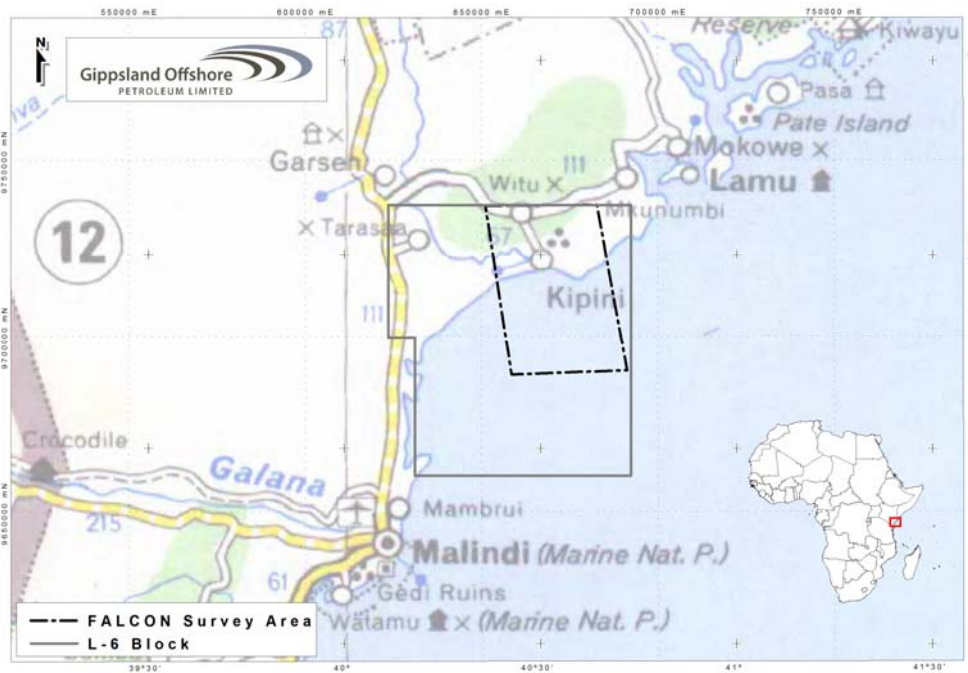 550000 mE
600000 mE
650000 mE
700000 mE
750000 mE
N
Gippsland Offshore
PETROLEUM LIMITED
87
Reserve
Kiwayu
Pasa
Pate Island
Mokowe
Lamu
Garsen
111
Witu
Mkunumbi
Tarasaa
57
Kipini
12
111
9750000 mN
9700000 mN
9650000 mN
Crocodile
Galana
215
Mambrui
Malindi (Marine Nat. P.)
61
Gedi Ruins
Watamu (Marine Nat. P.)
FALCON Survey Area
L-6 Block
39°30'
40°
40°30'
41°
41°30'